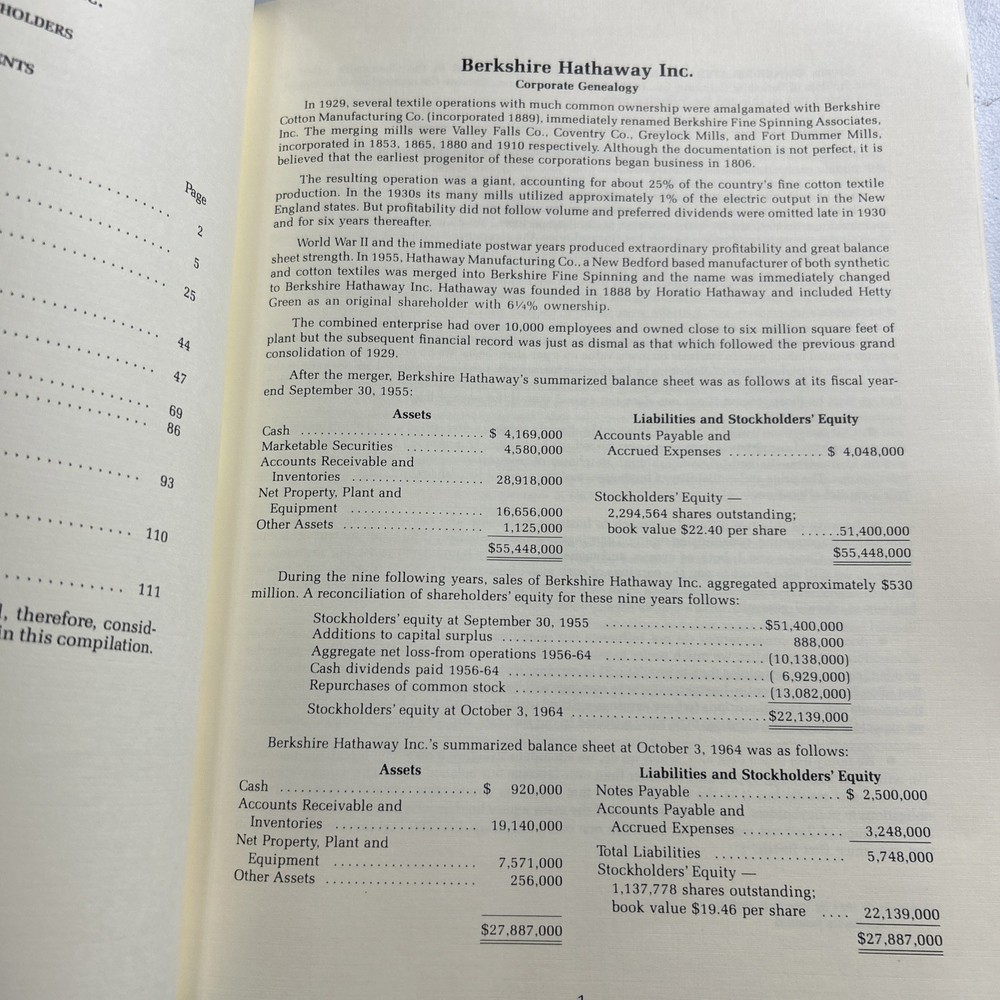 HOLDERS
ENTS
Page
2
5
25
44
47
69
86
93
110
111
, therefore, consid-
in this compilation.
Berkshire Hathaway Inc.
Corporate Genealogy
In 1929, several textile operations with much common ownership were amalgamated with Berkshire
Cotton Manufacturing Co. (incorporated 1889), immediately renamed Berkshire Fine Spinning Associates,
Inc. The merging mills were Valley Falls Co., Coventry Co., Greylock Mills, and Fort Dummer Mills,
incorporated in 1853, 1865, 1880 and 1910 respectively. Although the documentation is not perfect, it is
believed that the earliest progenitor of these corporations began business in 1806.
The resulting operation was a giant, accounting for about 25% of the country's fine cotton textile
production. In the 1930s its many mills utilized approximately 1% of the electric output in the New
England states. But profitability did not follow volume and preferred dividends were omitted late in 1930
and for six years thereafter.
World War II and the immediate postwar years produced extraordinary profitability and great balance
sheet strength. In 1955, Hathaway Manufacturing Co., a New Bedford based manufacturer of both synthetic
and cotton textiles was merged into Berkshire Fine Spinning and the name was immediately changed
to Berkshire Hathaway Inc. Hathaway was founded in 1888 by Horatio Hathaway and included Hetty
Green as an original shareholder with 6¼% ownership.
The combined enterprise had over 10,000 employees and owned close to six million square feet of
plant but the subsequent financial record was just as dismal as that which followed the previous grand
consolidation of 1929.
After the merger, Berkshire Hathaway's summarized balance sheet was as follows at its fiscal year-
end September 30, 1955:
Assets
Cash ........................ $ 4,169,000
Marketable Securities ............ 4,580,000
Accounts Receivable and
Inventories .................... 28,918,000
Net Property, Plant and
Equipment .................... 16,656,000
Other Assets .................... 1,125,000
$55,448,000
Liabilities and Stockholders' Equity
Accounts Payable and
Accrued Expenses .............. $ 4,048,000
Stockholders' Equity —
2,294,564 shares outstanding;
book value $22.40 per share ...... 51,400,000
$55,448,000
During the nine following years, sales of Berkshire Hathaway Inc. aggregated approximately $530
million. A reconciliation of shareholders' equity for these nine years follows:
Stockholders' equity at September 30, 1955 ........................ $51,400,000
Additions to capital surplus ........................................ 888,000
Aggregate net loss-from operations 1956-64 ........................ (10,138,000)
Cash dividends paid 1956-64 ........................................ ( 6,929,000)
Repurchases of common stock ...................................... (13,082,000)
Stockholders' equity at October 3, 1964 ............................ $22,139,000
Berkshire Hathaway Inc.'s summarized balance sheet at October 3, 1964 was as follows:
Assets
Cash ............................ $ 920,000
Accounts Receivable and
Inventories .................... 19,140,000
Net Property, Plant and
Equipment .................... 7,571,000
Other Assets ...................... 256,000
$27,887,000
Liabilities and Stockholders' Equity
Notes Payable .................... $ 2,500,000
Accounts Payable and
Accrued Expenses .............. 3,248,000
Total Liabilities .................. 5,748,000
Stockholders' Equity —
1,137,778 shares outstanding;
book value $19.46 per share .... 22,139,000
$27,887,000